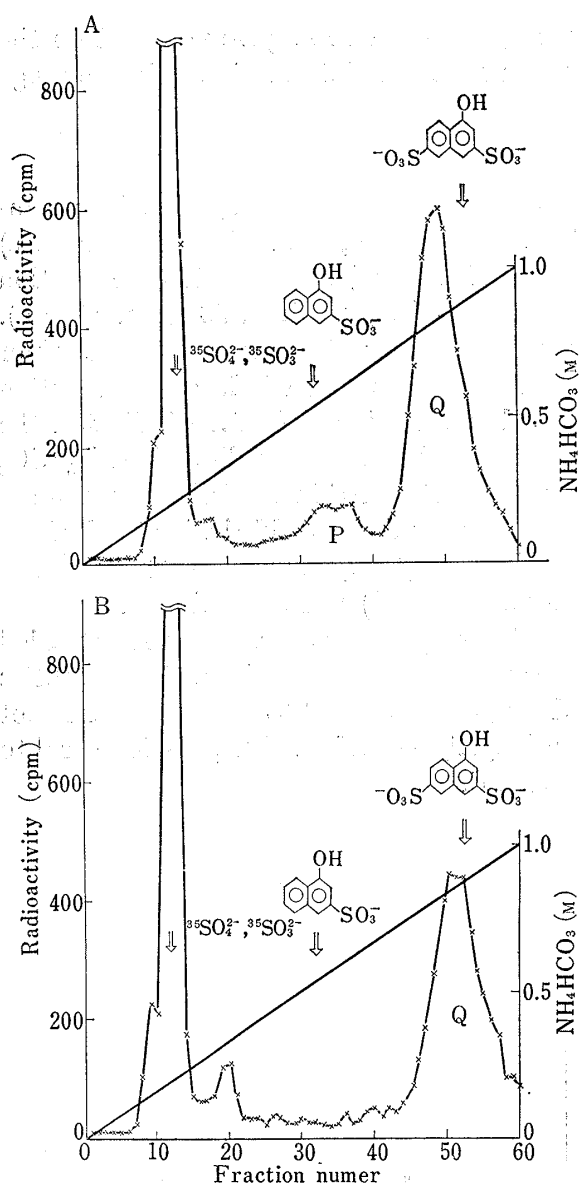 A
800
600
400
200
0
Radioactivity (cpm)
OH
⁻O₃S
SO₃⁻
OH
SO₃⁻
³⁵SO₄²⁻, ³⁵SO₃²⁻
P
Q
1.0
0.5
0
NH₄HCO₃ (M)
B
800
600
400
200
0
Radioactivity (cpm)
OH
⁻O₃S
SO₃⁻
OH
SO₃⁻
³⁵SO₄²⁻, ³⁵SO₃²⁻
Q
1.0
0.5
0
NH₄HCO₃ (M)
0 10 20 30 40 50 60
Fraction numer